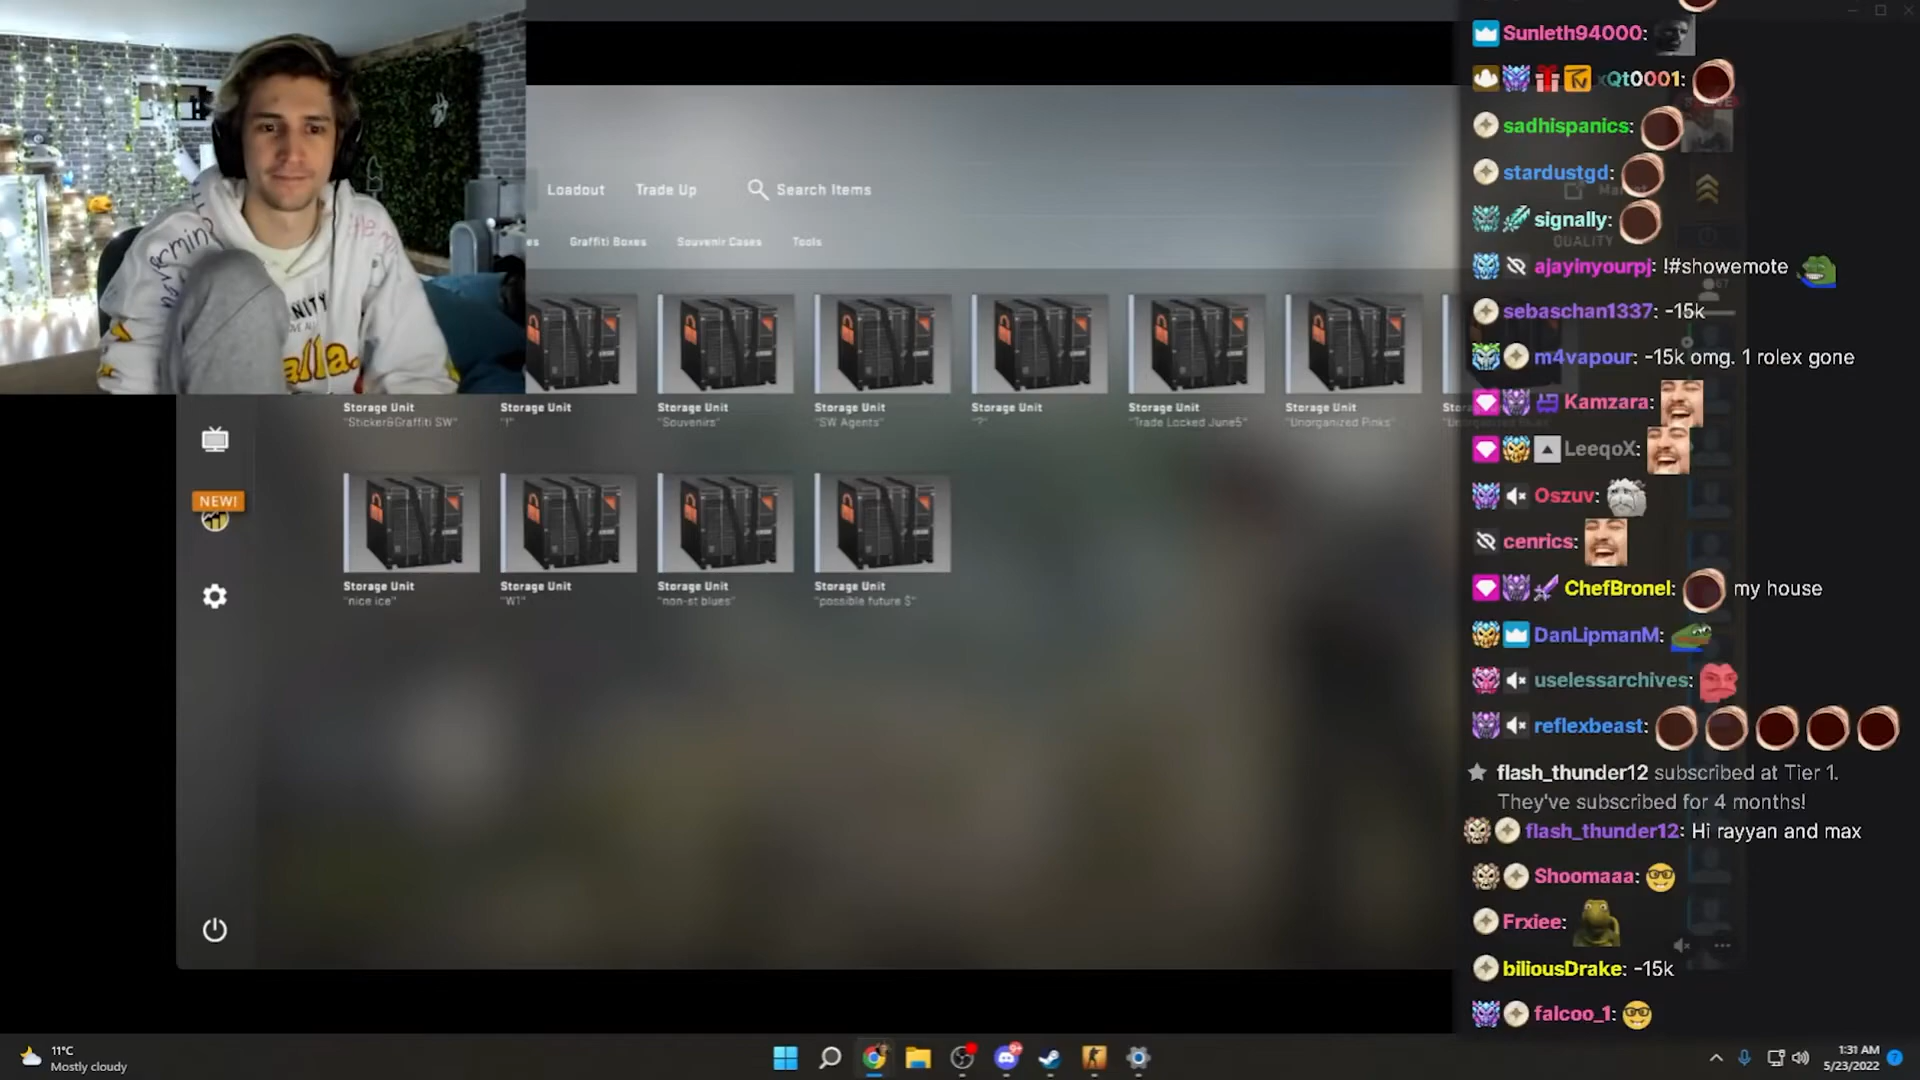 Loadout
Trade Up
Search Items
es
Graffiti Boxes
Souvenir Cases
Tools
Storage Unit
"Sticker&Graffiti SW"
Storage Unit
"1"
Storage Unit
"Souvenirs"
Storage Unit
"SW Agents"
Storage Unit
"2"
Storage Unit
"Trade Locked June5"
Storage Unit
"Unorganized Pinks"
NEW!
Storage Unit
"nice ice"
Storage Unit
"W1"
Storage Unit
"non-st blues"
Storage Unit
"possible future $"
Sunleth94000:
xQt0001:
sadhispanics:
stardustgd:
signally:
QUALITY
ajayinyourpj: !#showemote
sebaschan1337: -15k
m4vapour: -15k omg. 1 rolex gone
Kamzara:
LeeqoX:
Oszuv:
cenrics:
ChefBronel: my house
DanLipmanM:
uselessarchives:
reflexbeast:
flash_thunder12 subscribed at Tier 1.
They've subscribed for 4 months!
flash_thunder12: Hi rayyan and max
Shoomaaa:
Frxiee:
biliousDrake: -15k
falcoo_1:
11°C
Mostly cloudy
1:31 AM
5/23/2022